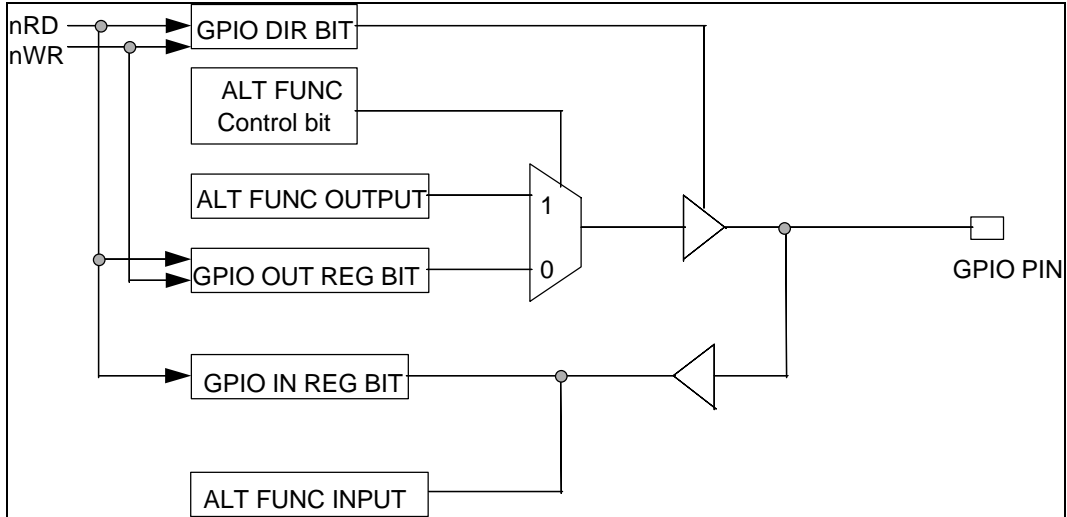 nRD
nWR
GPIO DIR BIT
ALT FUNC
Control bit
ALT FUNC OUTPUT
1
GPIO OUT REG BIT
0
GPIO PIN
GPIO IN REG BIT
ALT FUNC INPUT